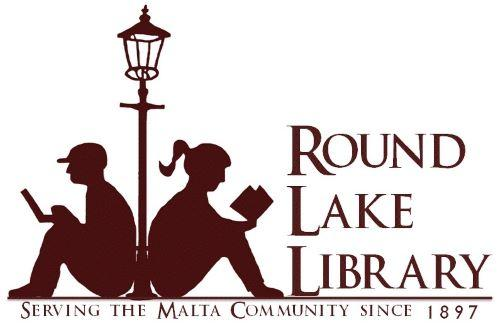 ROUND
LAKE
LIBRARY
SERVING THE MALTA COMMUNITY SINCE 1897